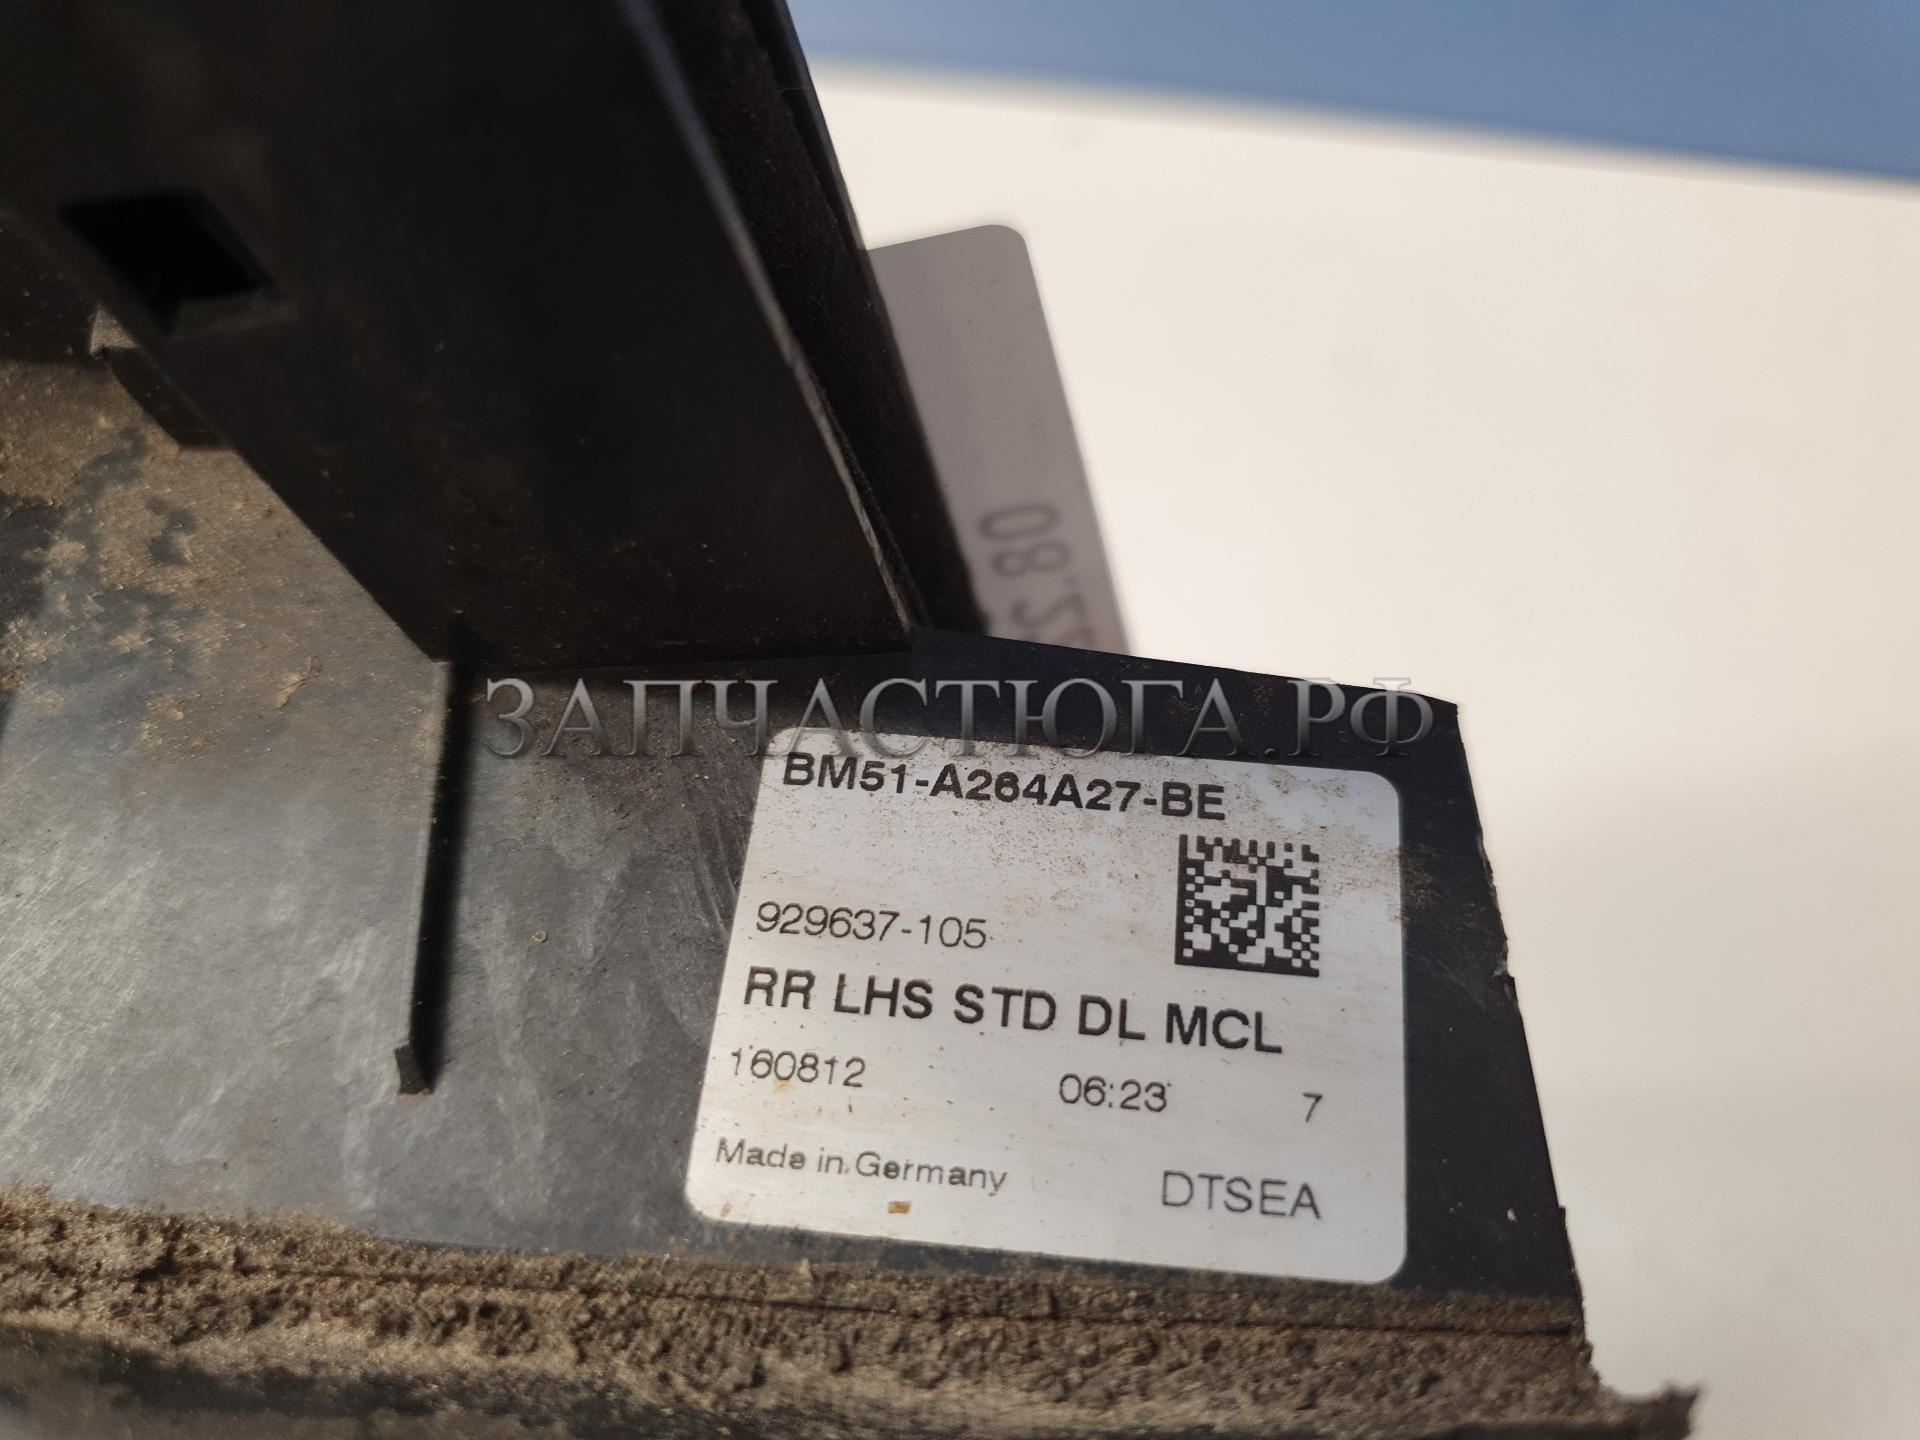 08
ЗАПЧАСТЮГА.РФ
BM51-A264A27-BE
929637-105
RR LHS STD DL MCL
160812 06:23 7
Made in Germany DTSEA